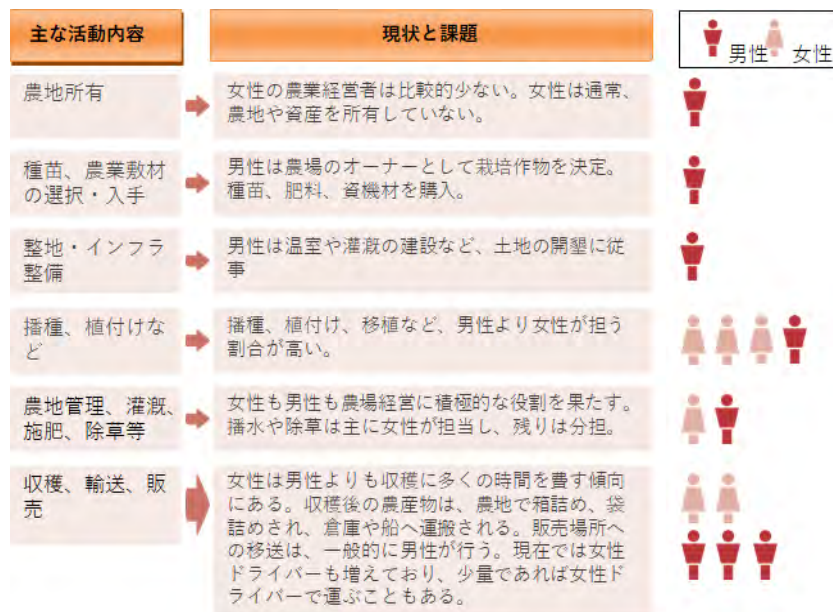 主な活動内容
現状と課題
男性 女性
農地所有
女性の農業経営者は比較的少ない。女性は通常、
農地や資産を所有していない。
種苗、農業敷材
の選択・入手
男性は農場のオーナーとして栽培作物を決定。
種苗、肥料、資機材を購入。
整地・インフラ
整備
男性は温室や灌漑の建設など、土地の開墾に従
事
播種、植付けな
ど
播種、植付け、移植など、男性より女性が担う
割合が高い。
農地管理、灌漑、
施肥、除草等
女性も男性も農場経営に積極的な役割を果たす。
播水や除草は主に女性が担当し、残りは分担。
収穫、輸送、販
売
女性は男性よりも収穫に多くの時間を費す傾向
にある。収穫後の農産物は、農地で箱詰め、袋
詰めされ、倉庫や船へ運搬される。販売場所へ
の移送は、一般的に男性が行う。現在では女性
ドライバーも増えており、少量であれば女性ド
ライバーで運ぶこともある。